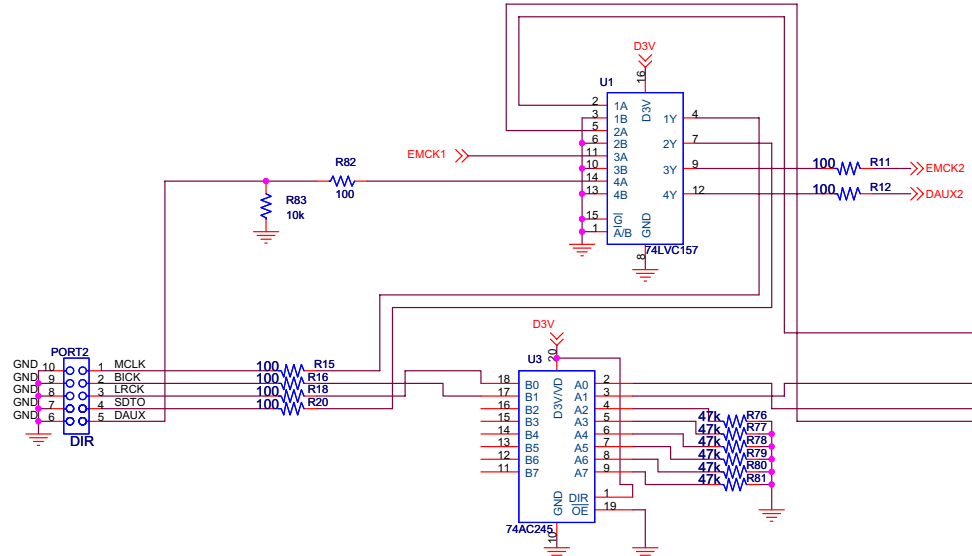 D3V
U1
16
2 1A D3V 1Y 4
3 1B
5 2A
6 2B 2Y 7
EMCK1 11 3A
10 3B 3Y 9 100 R11 EMCK2
R82 100 14 4A
13 4B 4Y 12 100 R12 DAUX2
R83
10k
15 G
1 A/B GND
8 74LVC157
D3V
PORT2
20
U3
GND 10 1 MCLK 100 R15
GND 9 2 BICK 100 R16
GND 8 3 LRCK 100 R18
GND 7 4 SDTO 100 R20
GND 6 5 DAUX
DIR
18 B0 D3V/VD A0 2
17 B1 A1 3
16 B2 A2 4
15 B3 A3 5
14 B4 A4 6
13 B5 A5 7
12 B6 A6 8
11 B7 A7 9
47k R76
47k R77
47k R78
47k R79
47k R80
47k R81
DIR 1
GND OE 19
74AC245 10